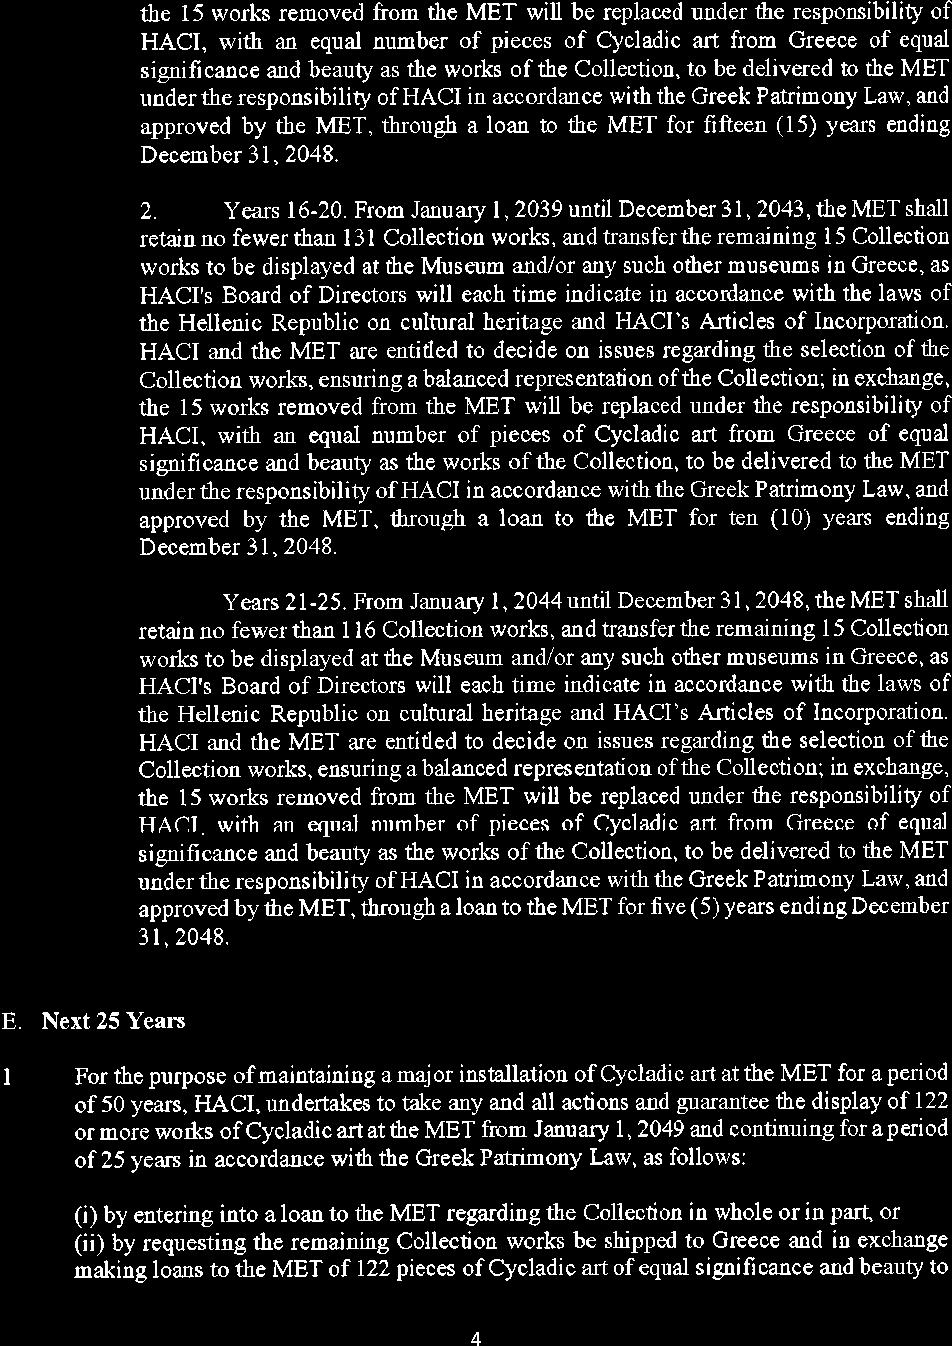 the 15 works removed from the MET will be replaced under the responsibility of
HACI, with an equal number of pieces of Cycladic art from Greece of equal
significance and beauty as the works of the Collection, to be delivered to the MET
under the responsibility of HACI in accordance with the Greek Patrimony Law, and
approved by the MET, through a loan to the MET for fifteen (15) years ending
December 31, 2048.
2. Years 16-20. From January 1, 2039 until December 31, 2043, the MET shall
retain no fewer than 131 Collection works, and transfer the remaining 15 Collection
works to be displayed at the Museum and/or any such other museums in Greece, as
HACI's Board of Directors will each time indicate in accordance with the laws of
the Hellenic Republic on cultural heritage and HACI's Articles of Incorporation.
HACI and the MET are entitled to decide on issues regarding the selection of the
Collection works, ensuring a balanced representation of the Collection; in exchange,
the 15 works removed from the MET will be replaced under the responsibility of
HACI, with an equal number of pieces of Cycladic art from Greece of equal
significance and beauty as the works of the Collection, to be delivered to the MET
under the responsibility of HACI in accordance with the Greek Patrimony Law, and
approved by the MET, through a loan to the MET for ten (10) years ending
December 31, 2048.
Years 21-25. From January 1, 2044 until December 31, 2048, the MET shall
retain no fewer than 116 Collection works, and transfer the remaining 15 Collection
works to be displayed at the Museum and/or any such other museums in Greece, as
HACI's Board of Directors will each time indicate in accordance with the laws of
the Hellenic Republic on cultural heritage and HACI's Articles of Incorporation.
HACI and the MET are entitled to decide on issues regarding the selection of the
Collection works, ensuring a balanced representation of the Collection; in exchange,
the 15 works removed from the MET will be replaced under the responsibility of
HACI, with an equal number of pieces of Cycladic art from Greece of equal
significance and beauty as the works of the Collection, to be delivered to the MET
under the responsibility of HACI in accordance with the Greek Patrimony Law, and
approved by the MET, through a loan to the MET for five (5) years ending December
31, 2048.
E. Next 25 Years
1 For the purpose of maintaining a major installation of Cycladic art at the MET for a period
of 50 years, HACI, undertakes to take any and all actions and guarantee the display of 122
or more works of Cycladic art at the MET from January 1, 2049 and continuing for a period
of 25 years in accordance with the Greek Patrimony Law, as follows:
(i) by entering into a loan to the MET regarding the Collection in whole or in part, or
(ii) by requesting the remaining Collection works be shipped to Greece and in exchange
making loans to the MET of 122 pieces of Cycladic art of equal significance and beauty to
4